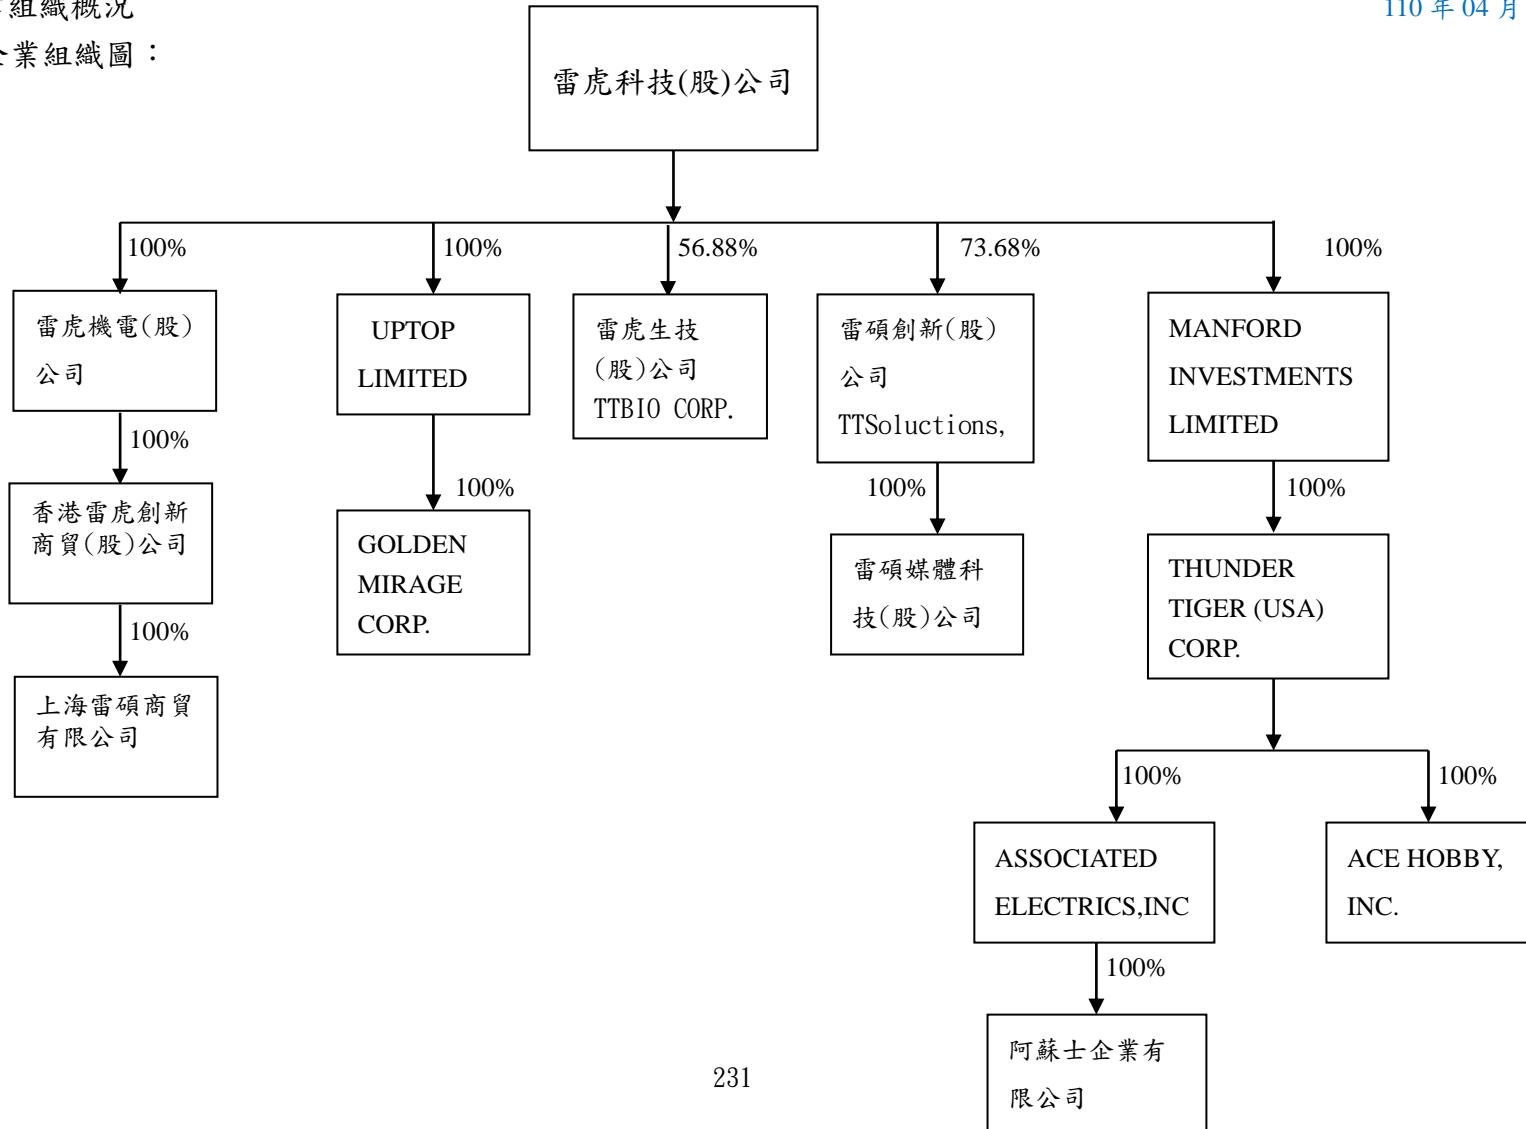 組織概況
110 年 04 月
企業組織圖：
雷虎科技(股)公司
100%
100%
56.88%
73.68%
100%
雷虎機電(股)
公司
UPTOP
LIMITED
雷虎生技
(股)公司
TTBIO CORP.
雷碩創新(股)
公司
TTSoluctions,
MANFORD
INVESTMENTS
LIMITED
100%
100%
100%
100%
香港雷虎創新
商貿(股)公司
GOLDEN
MIRAGE
CORP.
雷碩媒體科
技(股)公司
THUNDER
TIGER (USA)
CORP.
100%
上海雷碩商貿
有限公司
100%
100%
ASSOCIATED
ELECTRICS,INC
ACE HOBBY,
INC.
100%
阿蘇士企業有
限公司
231